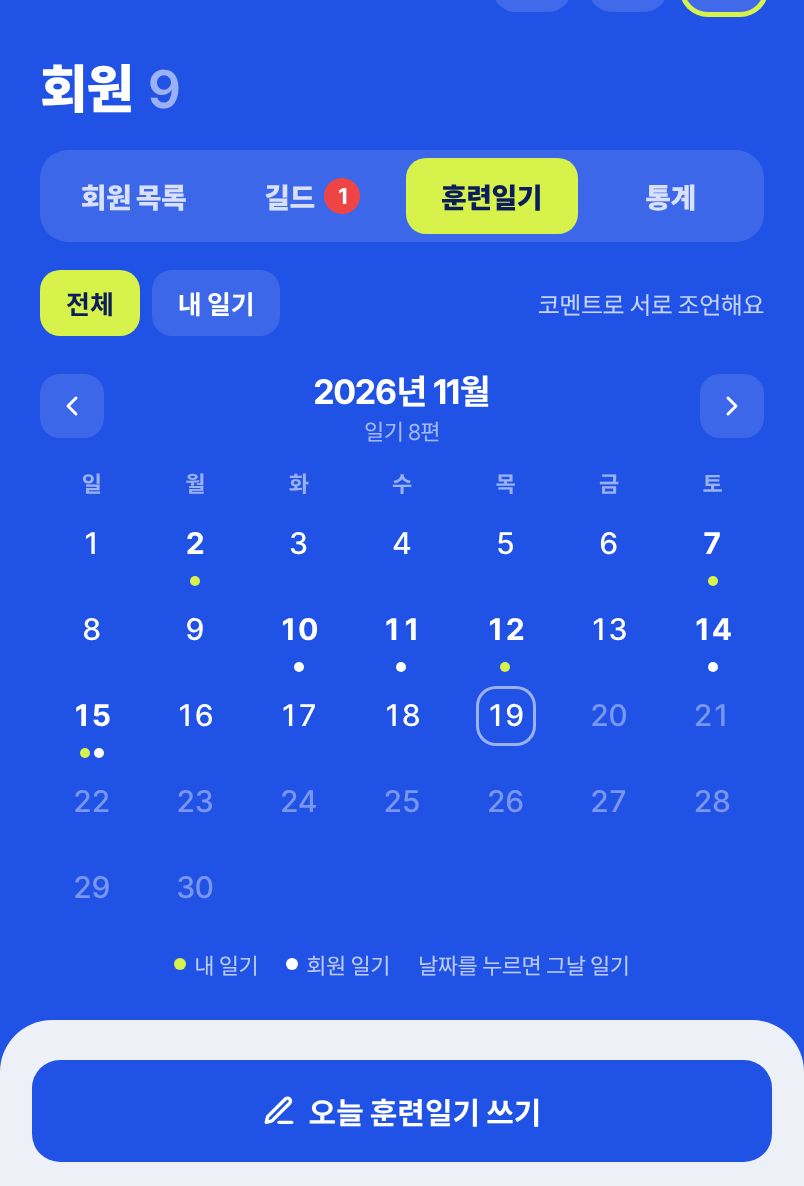 회원 9
회원 목록 길드 1 훈련일기 통계
전체 내 일기 코멘트로 서로 조언해요
2026년 11월
일기 8편
일 월 화 수 목 금 토
1 2 3 4 5 6 7
8 9 10 11 12 13 14
15 16 17 18 19 20 21
22 23 24 25 26 27 28
29 30
내 일기 회원 일기 날짜를 누르면 그날 일기
오늘 훈련일기 쓰기